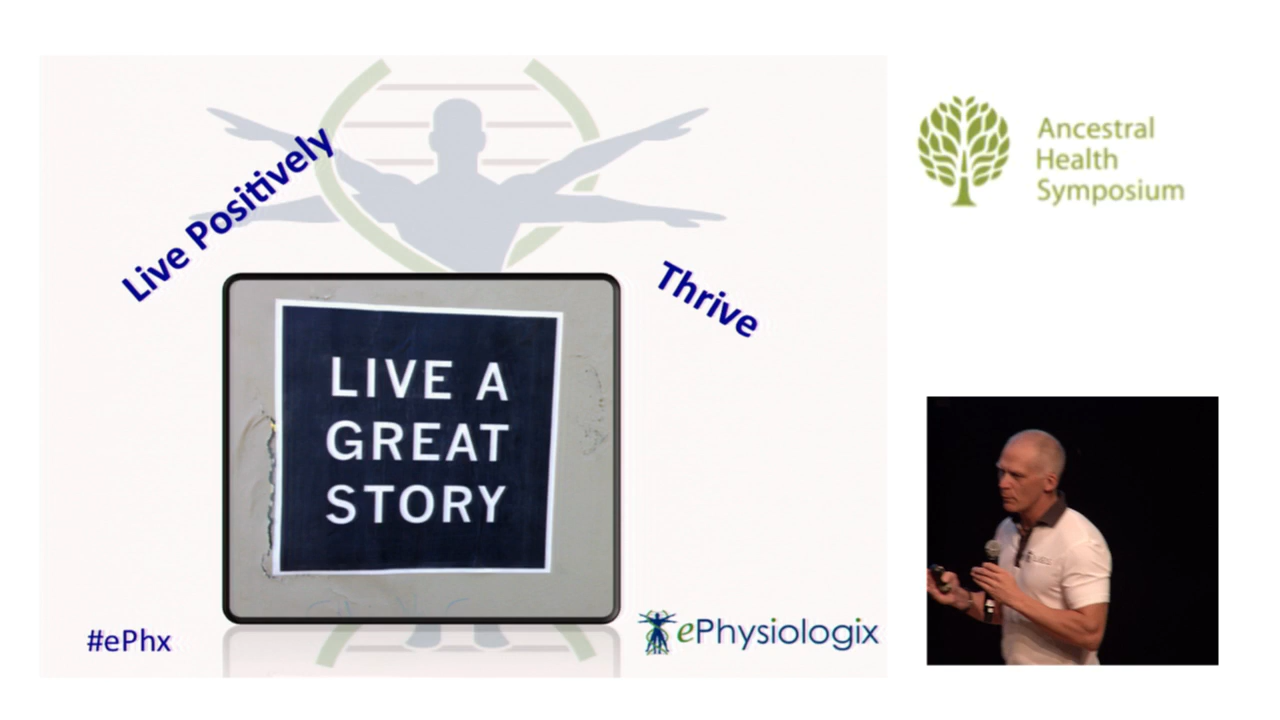 Live Positively
Thrive
LIVE A
GREAT
STORY
#ePhx
ePhysiologix
Ancestral
Health
Symposium